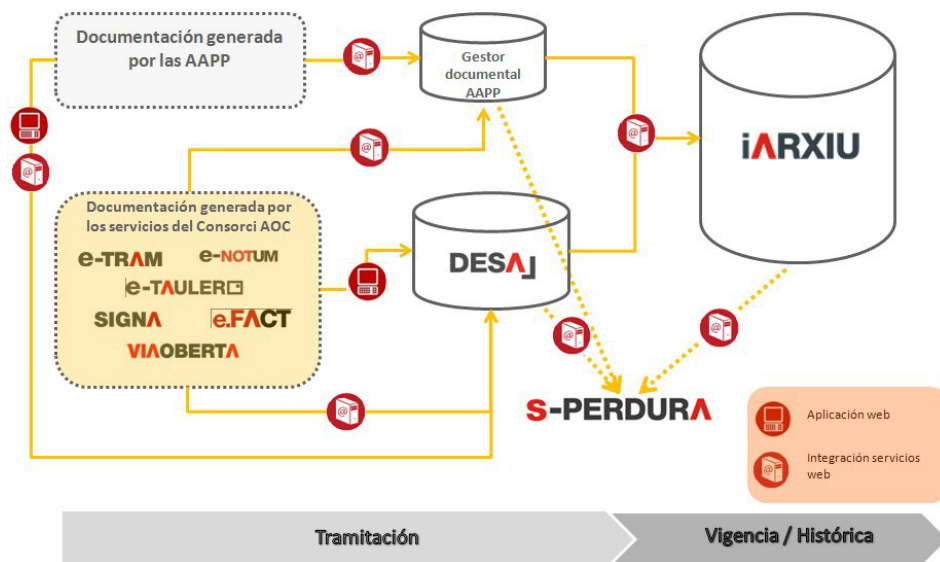 Documentación generada
por las AAPP
Gestor
documental
AAPP
iARXIU
Documentación generada por
los servicios del Consorci AOC
e-TRAM
e-NOTUM
e-TAULER
SIGNA
e.FACT
VIAOBERTA
DESA
S-PERDURA
Aplicación web
Integración servicios
web
Tramitación
Vigencia / Histórica